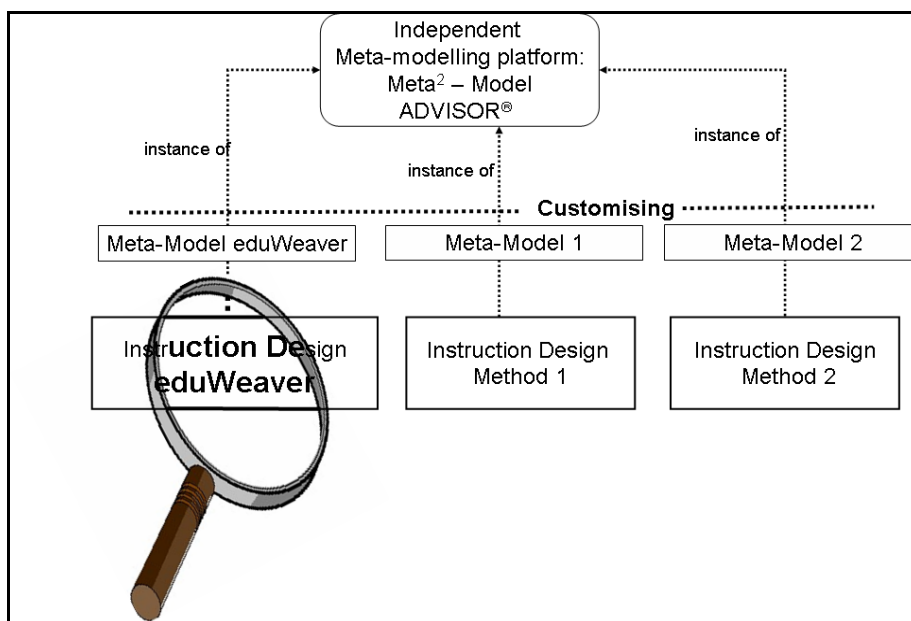 Independent
Meta-modelling platform:
Meta² – Model
ADVISOR®
instance of
instance of
instance of
Customising
Meta-Model eduWeaver
Meta-Model 1
Meta-Model 2
Instruction Design
eduWeaver
Instruction Design
Method 1
Instruction Design
Method 2